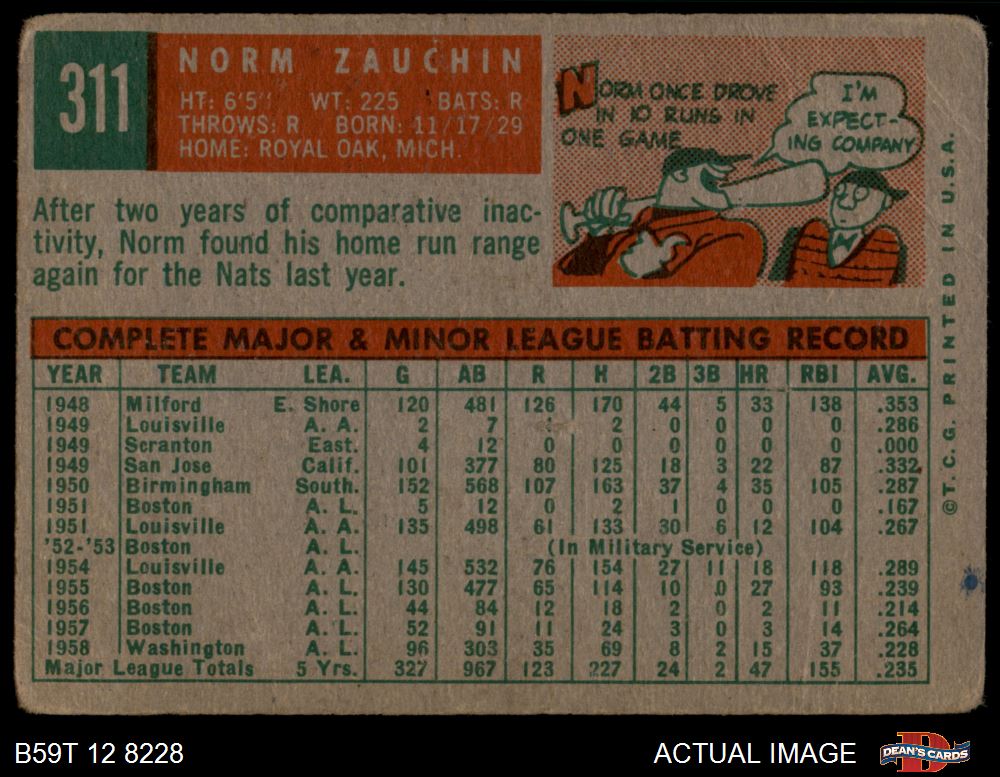 311
NORM ZAUCHIN
HT: 6'5" WT: 225 BATS: R
THROWS: R BORN: 11/17/29
HOME: ROYAL OAK, MICH.
NORM ONCE DROVE
IN 10 RUNS IN
ONE GAME
I'M
EXPECT-
ING COMPANY
After two years of comparative inac-
tivity, Norm found his home run range
again for the Nats last year.
COMPLETE MAJOR & MINOR LEAGUE BATTING RECORD
YEAR TEAM LEA. G AB R H 2B 3B HR RBI AVG.
1948 Milford E. Shore 120 481 126 170 44 5 33 138 .353
1949 Louisville A. A. 2 7 1 2 0 0 0 0 .286
1949 Scranton East. 4 12 0 0 0 0 0 0 .000
1949 San Jose Calif. 101 377 80 125 18 3 22 87 .332
1950 Birmingham South. 152 568 107 163 37 4 35 105 .287
1951 Boston A. L. 5 12 0 2 1 0 0 0 .167
1951 Louisville A. A. 135 498 61 133 30 6 12 104 .267
'52-'53 Boston A. L. (In Military Service)
1954 Louisville A. A. 145 532 76 154 27 11 18 118 .289
1955 Boston A. L. 130 477 65 114 10 0 27 93 .239
1956 Boston A. L. 44 84 12 18 2 0 2 11 .214
1957 Boston A. L. 52 91 11 24 3 0 3 14 .264
1958 Washington A. L. 96 303 35 69 8 2 15 37 .228
Major League Totals 5 Yrs. 327 967 123 227 24 2 47 155 .235
©T.C.G. PRINTED IN U.S.A.
B59T 12 8228
ACTUAL IMAGE
DEAN'S CARDS